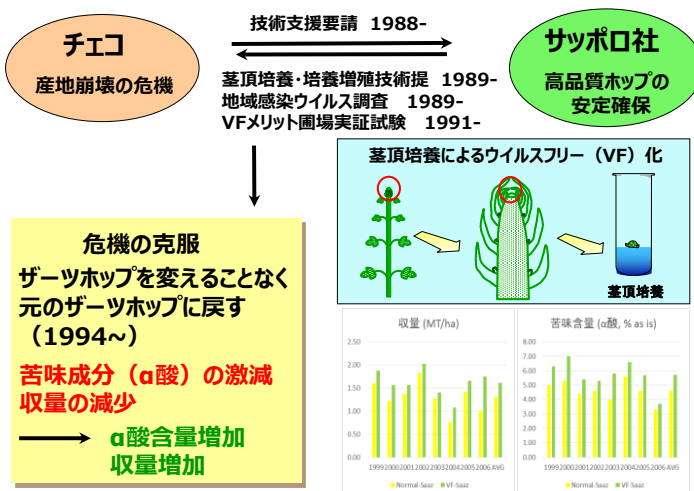 チェコ
産地崩壊の危機
技術支援要請 1988-
茎頂培養・培養増殖技術提 1989-
地域感染ウイルス調査 1989-
VFメリット圃場実証試験 1991-
サッポロ社
高品質ホップの
安定確保
茎頂培養によるウイルスフリー（VF）化
茎頂培養
危機の克服
ザーツホップを変えることなく
元のザーツホップに戻す
（1994~）
苦味成分（α酸）の激減
収量の減少
α酸含量増加
収量増加
収量 (MT/ha)
2.50
2.00
1.50
1.00
0.50
0.00
1999 2000 2001 2002 2003 2004 2005 2006 AVG
Normal-Saaz VF-Saaz
苦味含量 (α酸, % as is)
8.00
7.00
6.00
5.00
4.00
3.00
2.00
1.00
0.00
1999 2000 2001 2002 2003 2004 2005 2006 AVG
Normal-Saaz VF-Saaz